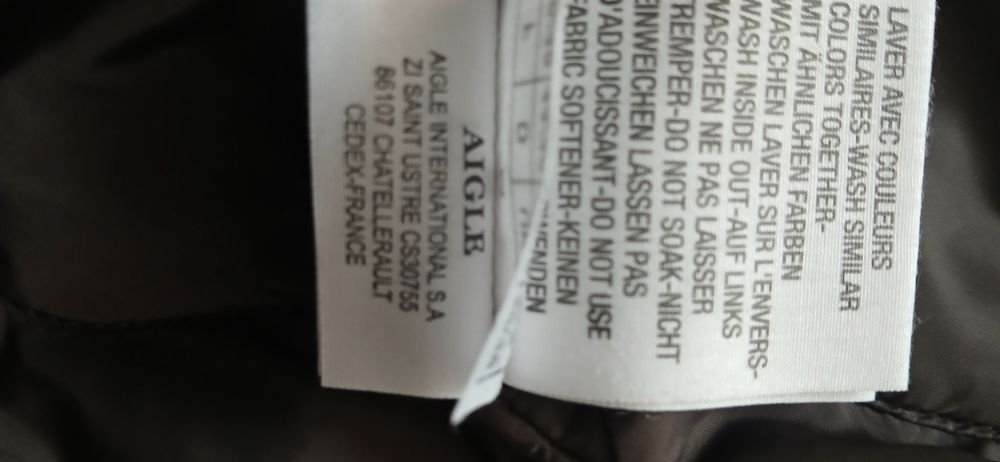 LAVER AVEC COULEURS
SIMILAIRES-WASH SIMILAR
COLORS TOGETHER-
MIT ÄHNLICHEN FARBEN
WASCHEN LAVER SUR L'ENVERS-
WASH INSIDE OUT-AUF LINKS
WASCHEN NE PAS LAISSER
TREMPER-DO NOT SOAK-NICHT
EINWEICHEN LASSEN PAS
D'ADOUCISSANT-DO NOT USE
FABRIC SOFTENER-KEINEN
WENDEN
L
D
AIGLE
AIGLE INTERNATIONAL S.A
ZI SAINT USTRE CS30755
86107 CHATELLERAULT
CEDEX-FRANCE